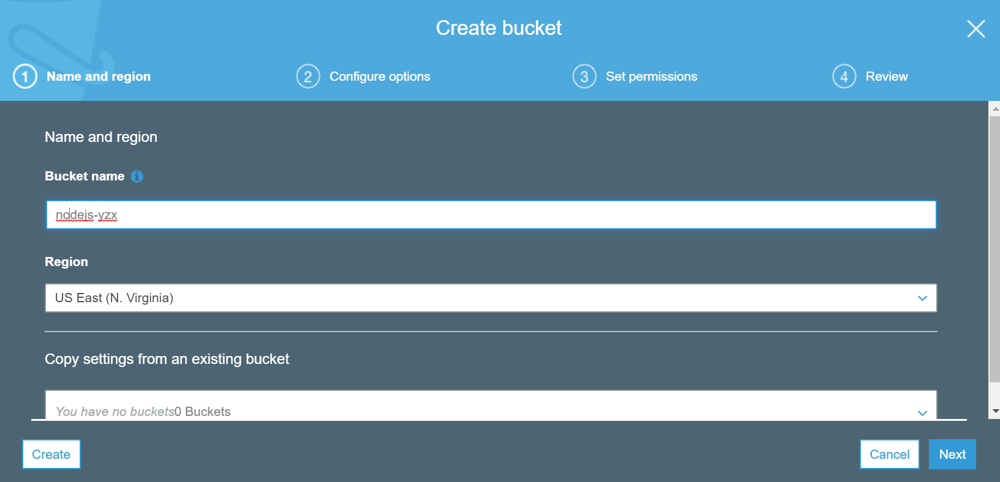 Create bucket
1 Name and region
2 Configure options
3 Set permissions
4 Review
Name and region
Bucket name
nodejs-yzx
Region
US East (N. Virginia)
Copy settings from an existing bucket
You have no buckets0 Buckets
Create
Cancel
Next